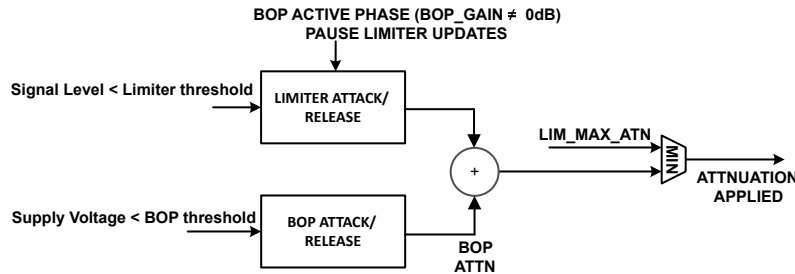 BOP ACTIVE PHASE (BOP_GAIN ≠ 0dB)
PAUSE LIMITER UPDATES
Signal Level < Limiter threshold
LIMITER ATTACK/
RELEASE
LIM_MAX_ATN
MIN
+
ATTNUATION
APPLIED
Supply Voltage < BOP threshold
BOP ATTACK/
RELEASE
BOP
ATTN